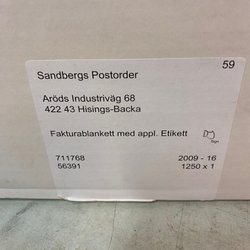 59
Sandbergs Postorder
Aröds Industriväg 68
422 43 Hisings-Backa
Fakturablankett med appl. Etikett
711768 2009 - 16
56391 1250 x 1